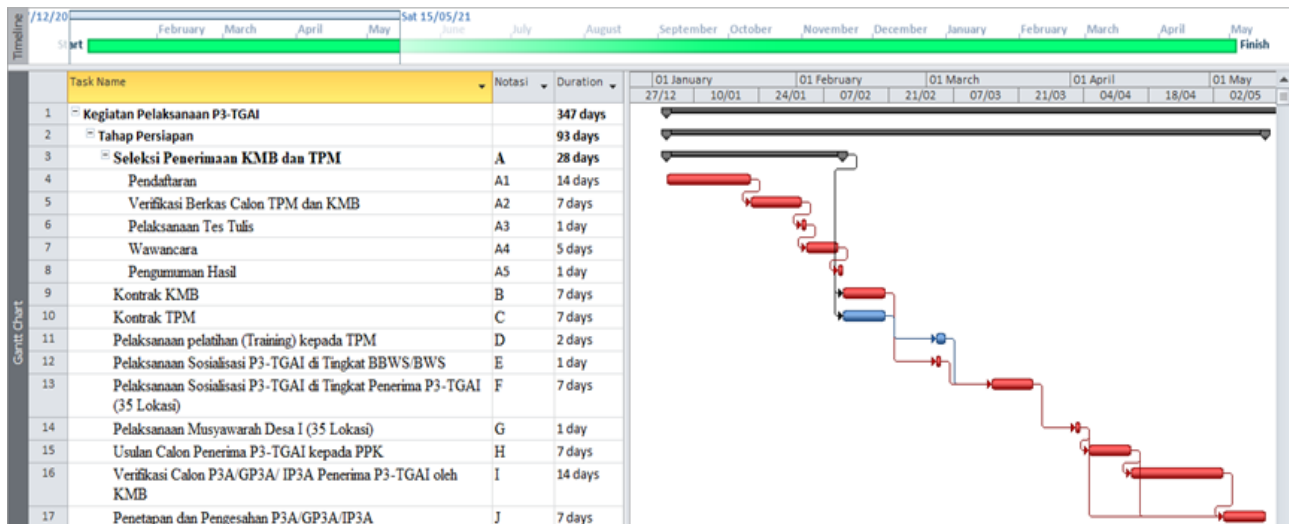 Timeline
/12/20
Sat 15/05/21
February March April May June July August September October November December January February March April May
Start
Finish
Gantt Chart
Task Name Notasi Duration
01 January 01 February 01 March 01 April 01 May
27/12 10/01 24/01 07/02 21/02 07/03 21/03 04/04 18/04 02/05
1 Kegiatan Pelaksanaan P3-TGAI 347 days
2 Tahap Persiapan 93 days
3 Seleksi Penerimaan KMB dan TPM A 28 days
4 Pendaftaran A1 14 days
5 Verifikasi Berkas Calon TPM dan KMB A2 7 days
6 Pelaksanaan Tes Tulis A3 1 day
7 Wawancara A4 5 days
8 Pengumuman Hasil A5 1 day
9 Kontrak KMB B 7 days
10 Kontrak TPM C 7 days
11 Pelaksanaan pelatihan (Training) kepada TPM D 2 days
12 Pelaksanaan Sosialisasi P3-TGAI di Tingkat BBWS/BWS E 1 day
13 Pelaksanaan Sosialisasi P3-TGAI di Tingkat Penerima P3-TGAI F 7 days
(35 Lokasi)
14 Pelaksanaan Musyawarah Desa I (35 Lokasi) G 1 day
15 Usulan Calon Penerima P3-TGAI kepada PPK H 7 days
16 Verifikasi Calon P3A/GP3A/ IP3A Penerima P3-TGAI oleh I 14 days
KMB
17 Penetapan dan Pengesahan P3A/GP3A/IP3A J 7 days